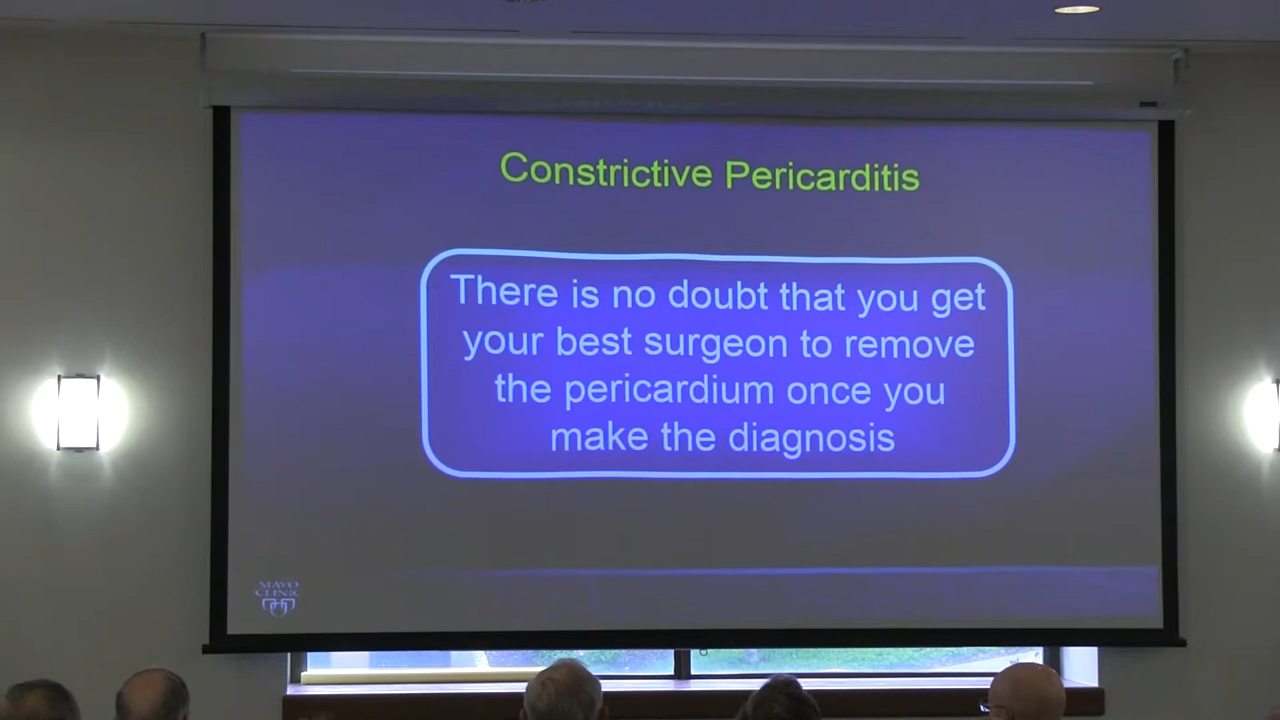 Constrictive Pericarditis
There is no doubt that you get
your best surgeon to remove
the pericardium once you
make the diagnosis
MAYO
CLINIC